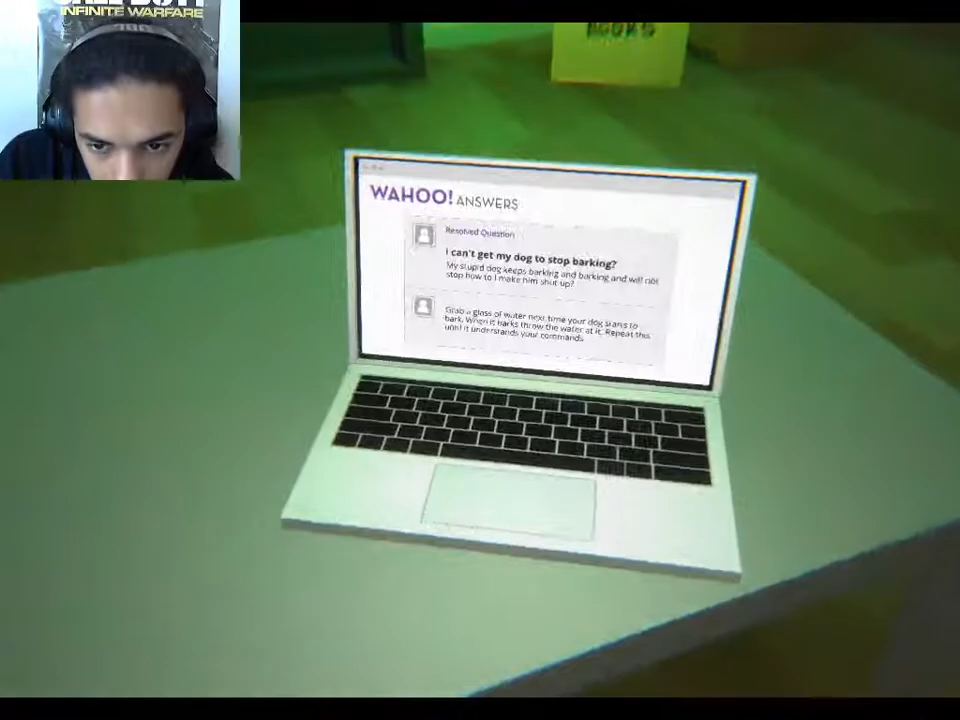 INFINITE WARFARE
BOOKS
WAHOO! ANSWERS
Resolved Question
I can't get my dog to stop barking?
My stupid dog keeps barking and barking and will not
stop how to I make him shut up?
Grab a glass of water next time your dog starts to
bark. When it barks throw the water at it. Repeat this
until it understands your commands.